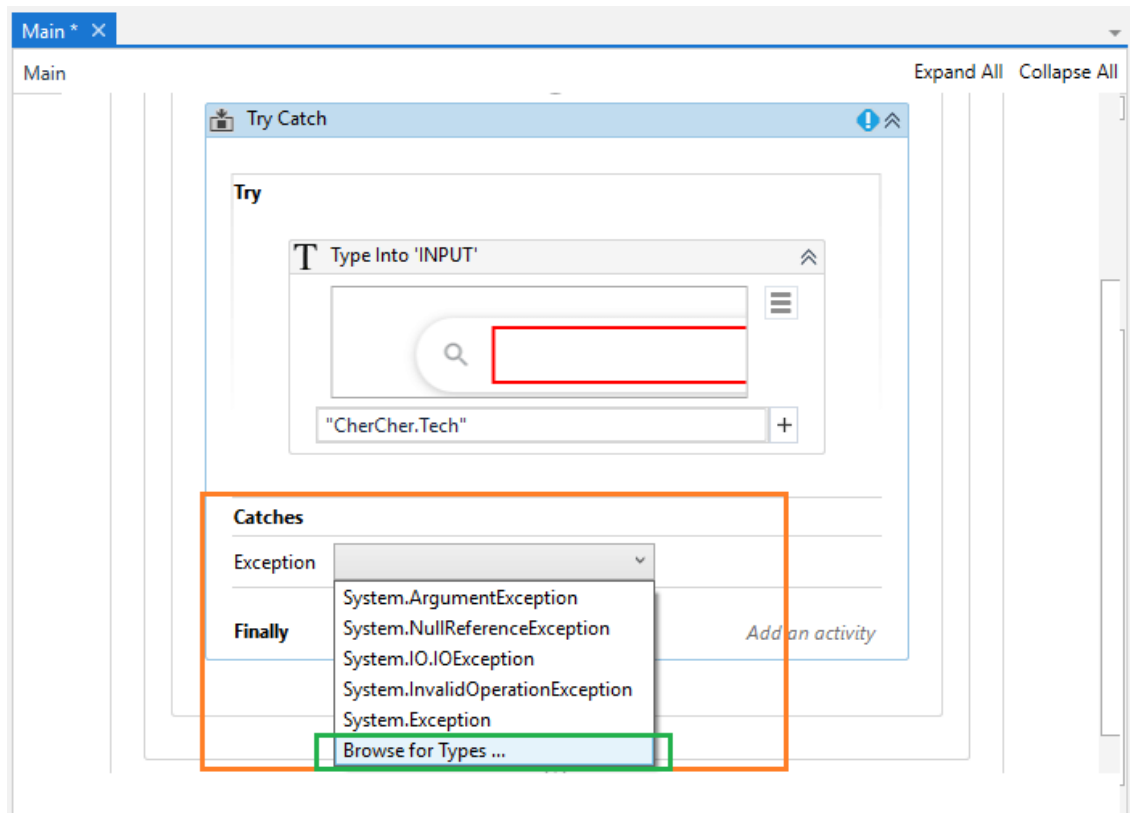 Main *
Main
Expand All Collapse All
Try Catch
Try
Type Into 'INPUT'
"CherCher.Tech"
Catches
Exception
System.ArgumentException
System.NullReferenceException
System.IO.IOException
System.InvalidOperationException
System.Exception
Browse for Types ...
Finally
Add an activity